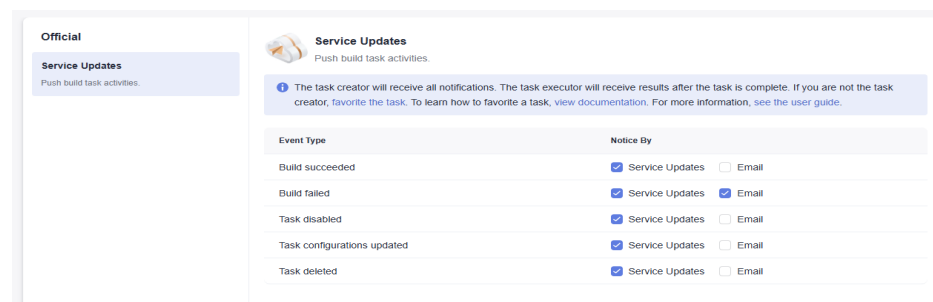 Official
Service Updates
Push build task activities.
Service Updates
Push build task activities.
The task creator will receive all notifications. The task executor will receive results after the task is complete. If you are not the task
creator, favorite the task. To learn how to favorite a task, view documentation. For more information, see the user guide.
Event Type Notice By
Build succeeded Service Updates Email
Build failed Service Updates Email
Task disabled Service Updates Email
Task configurations updated Service Updates Email
Task deleted Service Updates Email